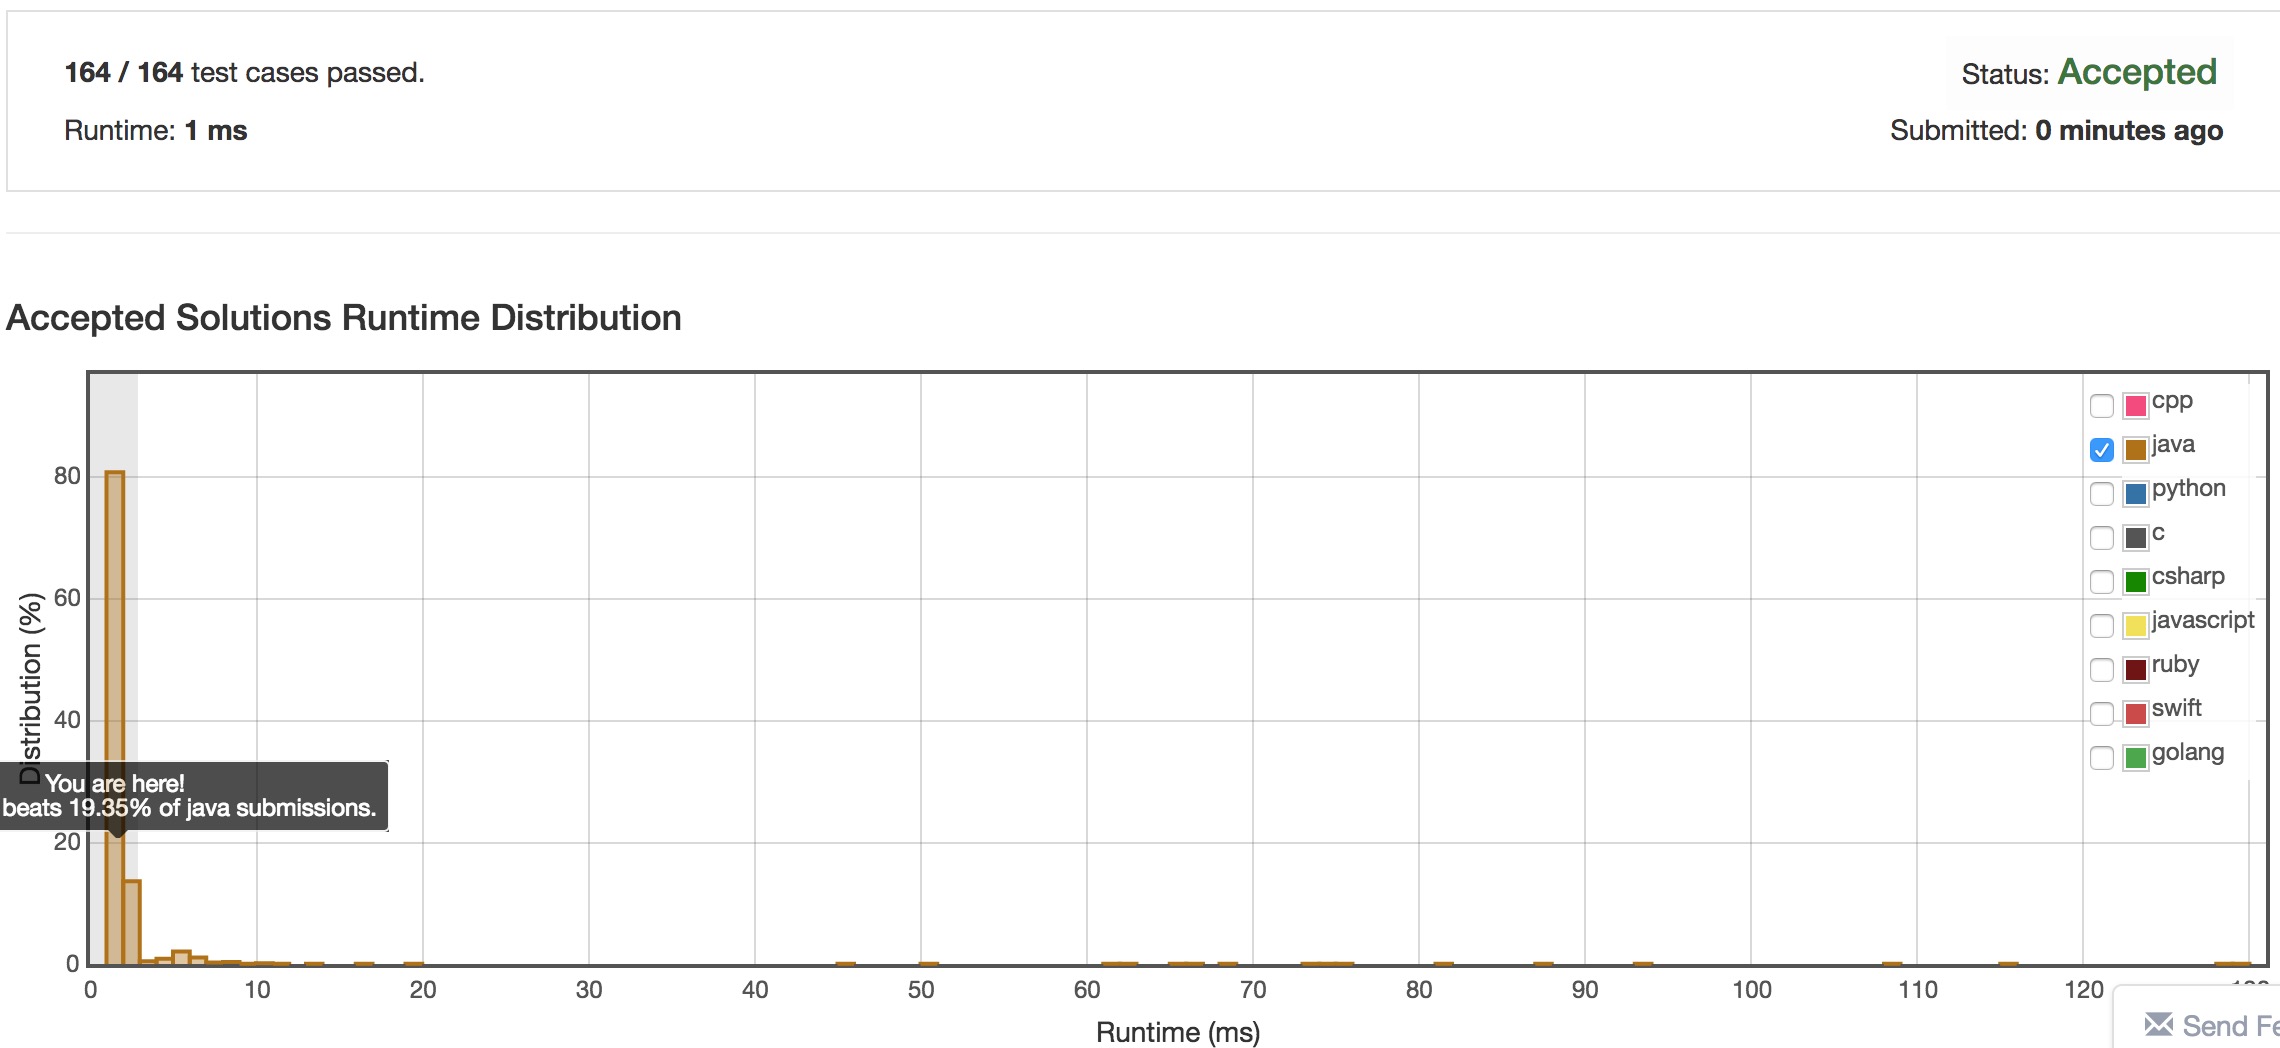 164 / 164 test cases passed.
Status: Accepted
Runtime: 1 ms
Submitted: 0 minutes ago
Accepted Solutions Runtime Distribution
cpp
java
python
c
csharp
javascript
ruby
swift
golang
80
60
40
20
0
Distribution (%)
You are here!
beats 19.35% of java submissions.
0 10 20 30 40 50 60 70 80 90 100 110 120
Runtime (ms)
Send